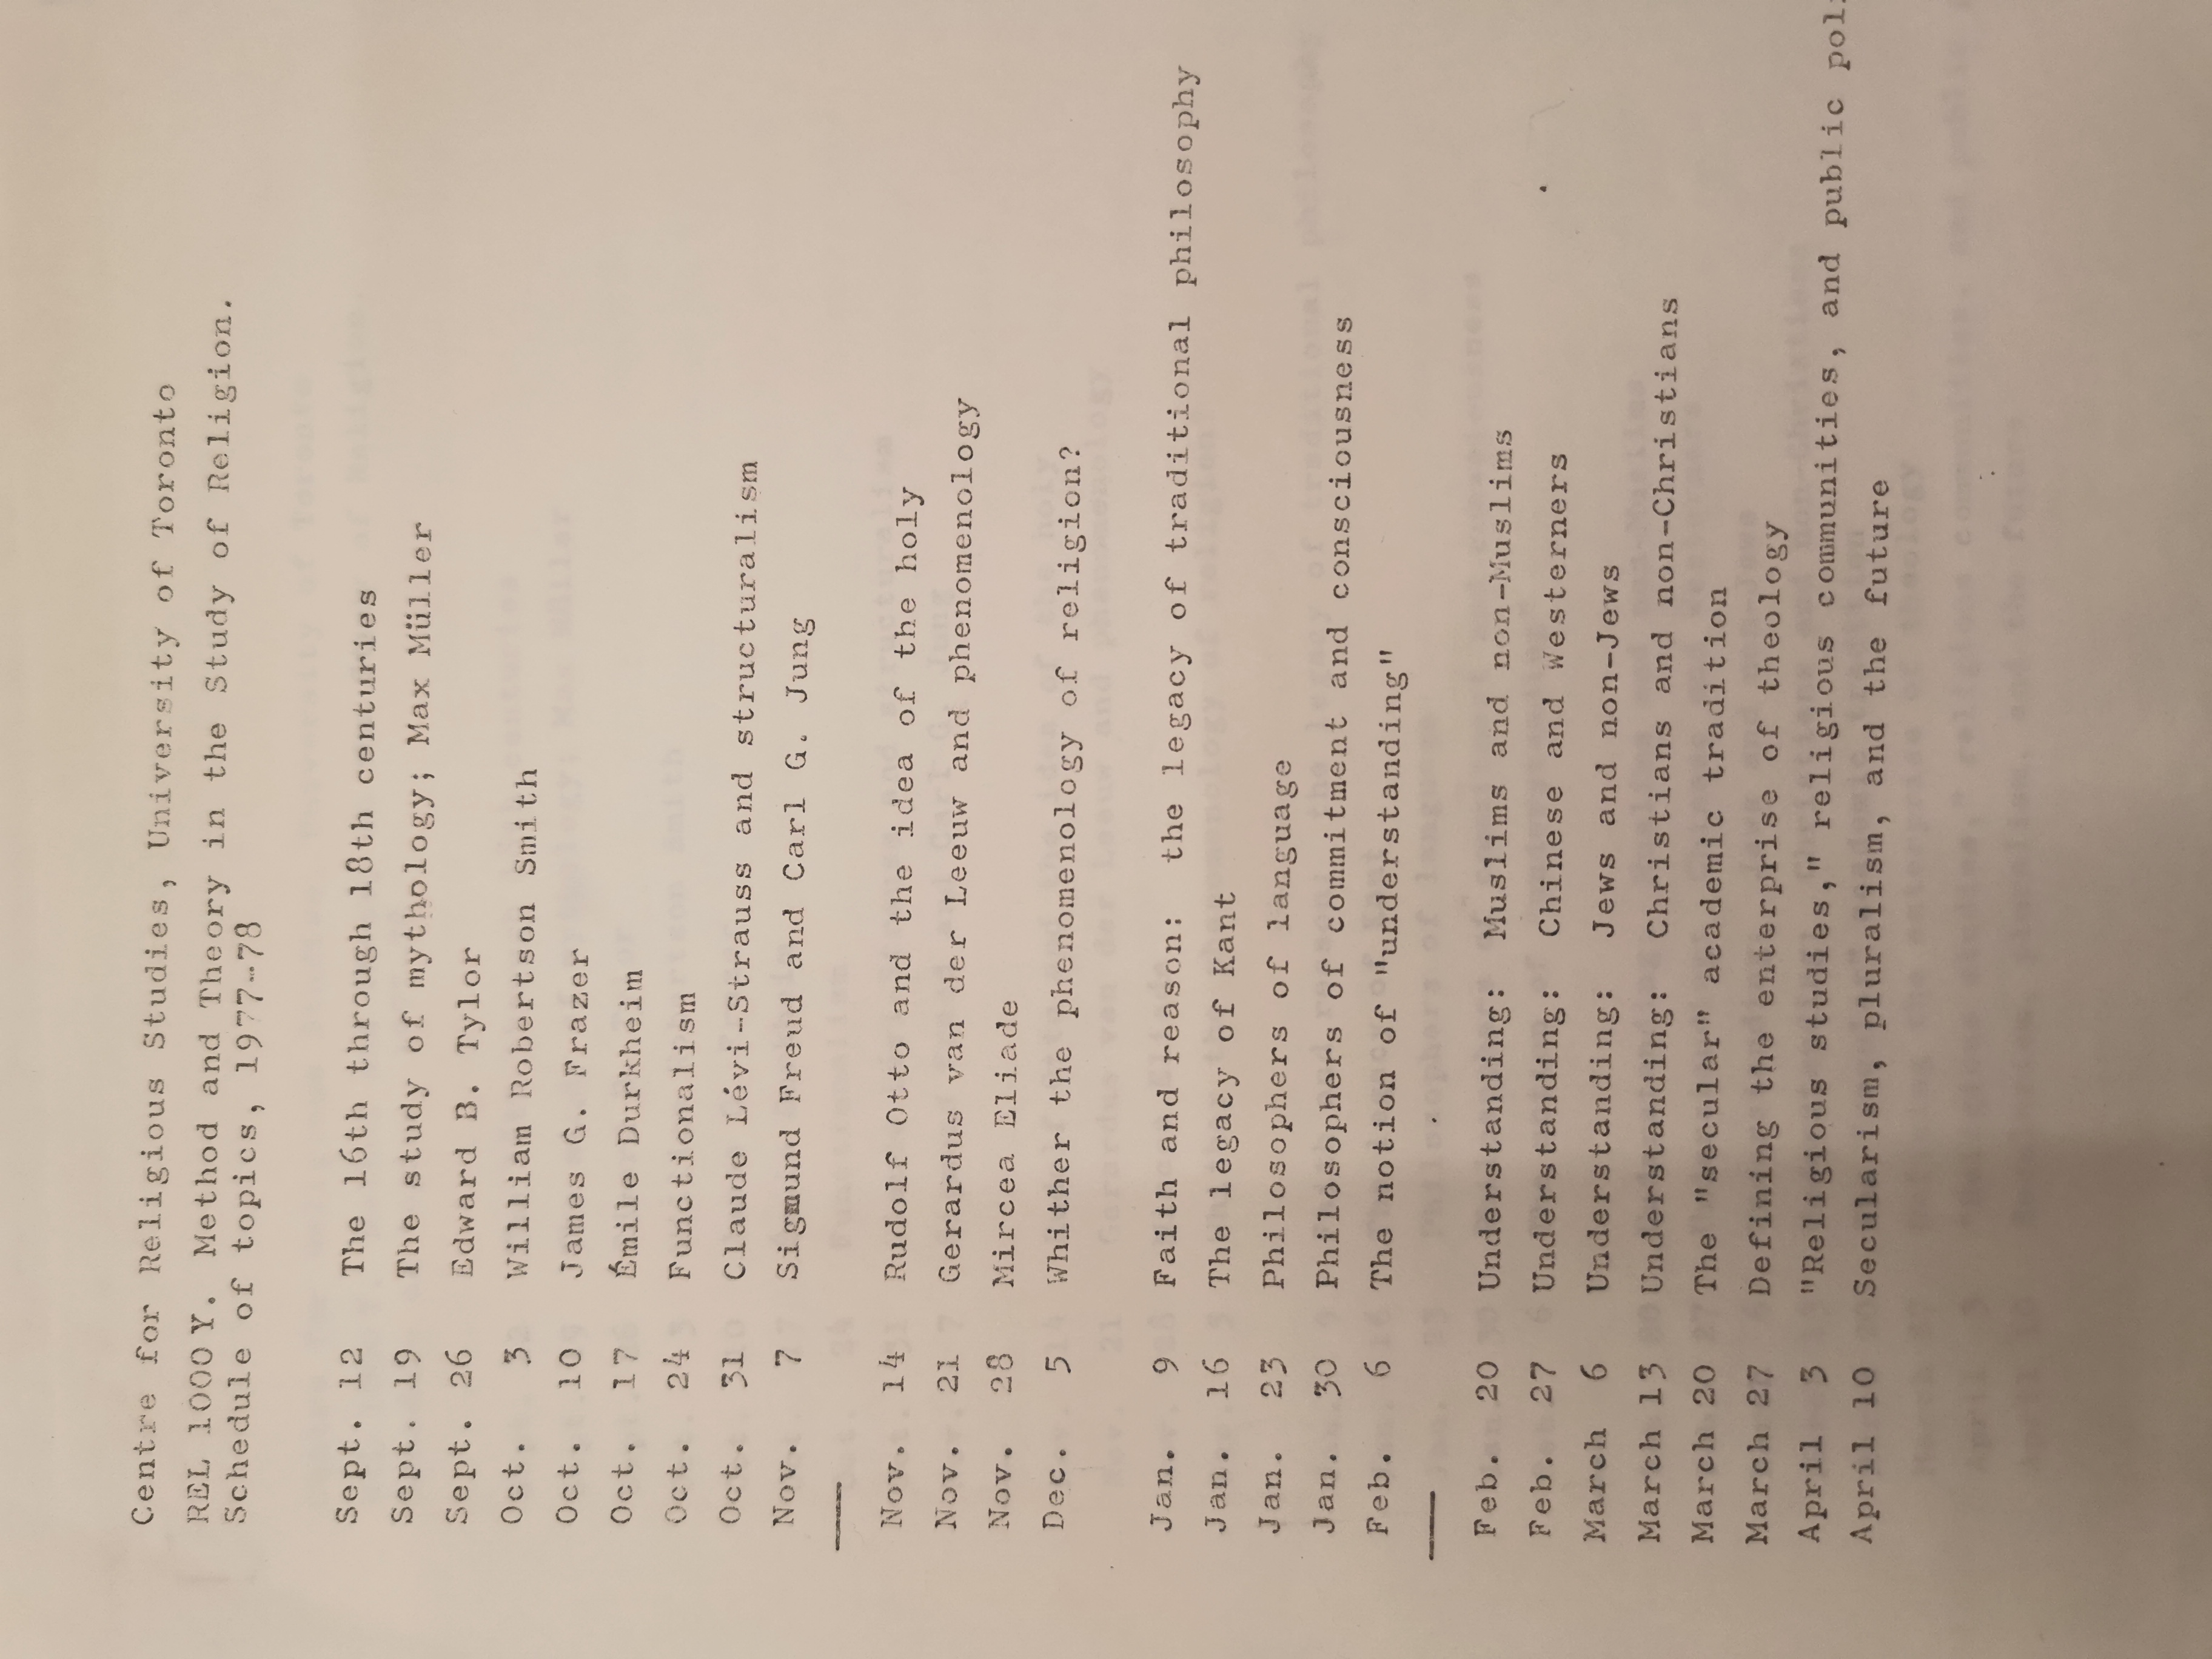 Centre for Religious Studies, University of Toronto
REL 1000 Y. Method and Theory in the Study of Religion.
Schedule of topics, 1977-78
Sept. 12 The 16th through 18th centuries
Sept. 19 The study of mythology; Max Müller
Sept. 26 Edward B. Tylor
Oct. 3 William Robertson Smith
Oct. 10 James G. Frazer
Oct. 17 Émile Durkheim
Oct. 24 Functionalism
Oct. 31 Claude Lévi-Strauss and structuralism
Nov. 7 Sigmund Freud and Carl G. Jung
Nov. 14 Rudolf Otto and the idea of the holy
Nov. 21 Gerardus van der Leeuw and phenomenology
Nov. 28 Mircea Eliade
Dec. 5 Whither the phenomenology of religion?
Jan. 9 Faith and reason: the legacy of traditional philosophy
Jan. 16 The legacy of Kant
Jan. 23 Philosophers of language
Jan. 30 Philosophers of commitment and consciousness
Feb. 6 The notion of "understanding"
Feb. 20 Understanding: Muslims and non-Muslims
Feb. 27 Understanding: Chinese and Westerners
March 6 Understanding: Jews and non-Jews
March 13 Understanding: Christians and non-Christians
March 20 The "secular" academic tradition
March 27 Defining the enterprise of theology
April 3 "Religious studies," religious communities, and public
April 10 Secularism, pluralism, and the future